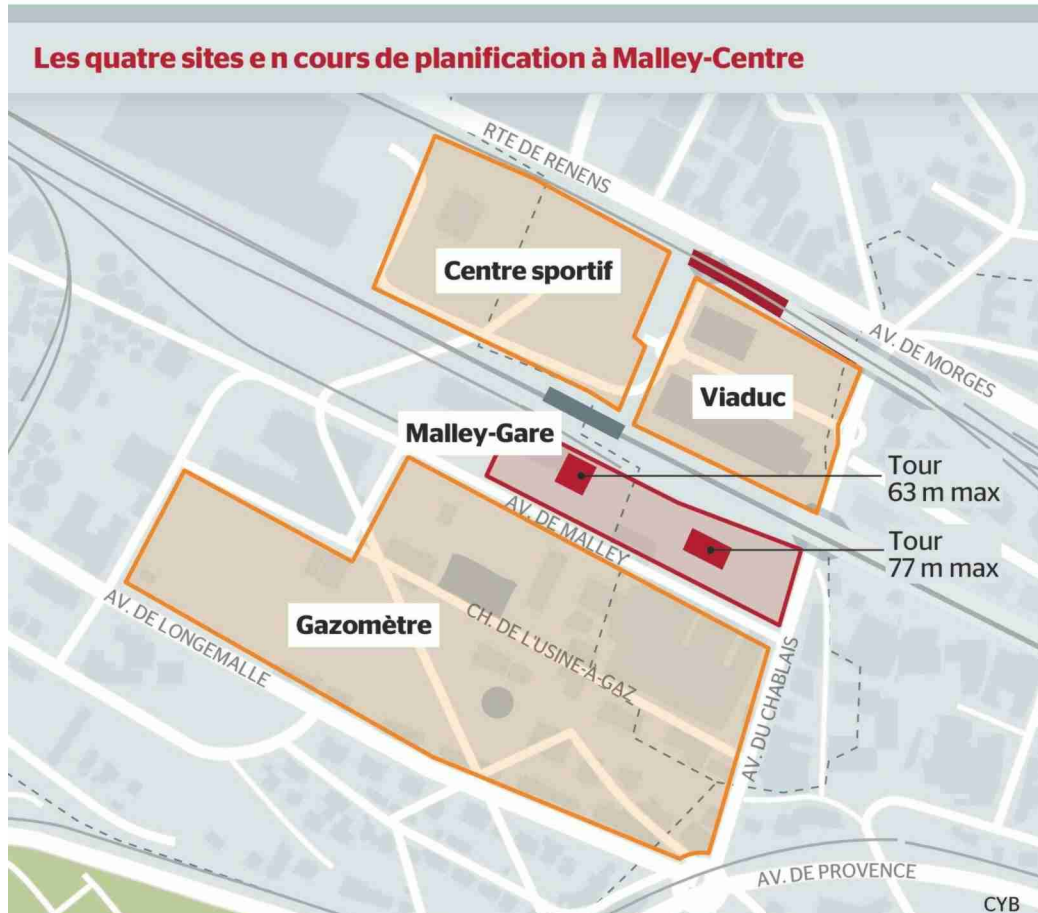 Les quatre sites e n cours de planification à Malley-Centre
RTE DE RENENS
Centre sportif
AV. DE MORGES
Viaduc
Malley-Gare
Tour
63 m max
AV. DE MALLEY
Tour
77 m max
AV. DE LONGEMALLE
Gazomètre
CH. DE L'USINE-À-GAZ
AV. DU CHABLAIS
AV. DE PROVENCE
CYB